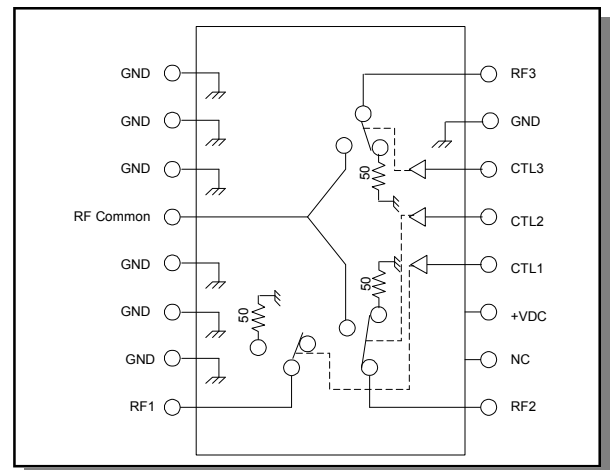 GND
GND
GND
RF Common
GND
GND
GND
RF1
RF3
GND
CTL3
CTL2
CTL1
+VDC
NC
RF2
50
50
50